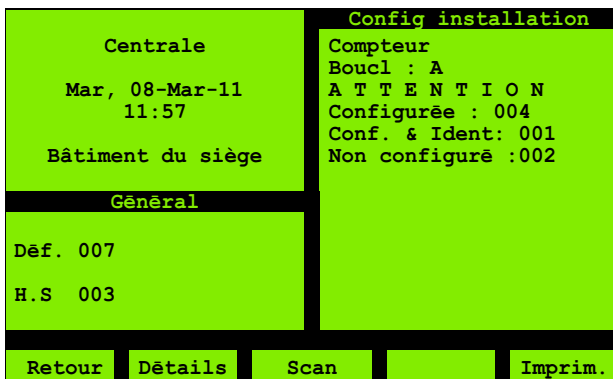 Centrale
Mar, 08-Mar-11
11:57
Bâtiment du siège
Gēnēral
Dēf. 007
H.S 003
Config installation
Compteur
Boucl : A
A T T E N T I O N
Configurēe : 004
Conf. & Ident: 001
Non configurē :002
Retour Dētails Scan Imprim.